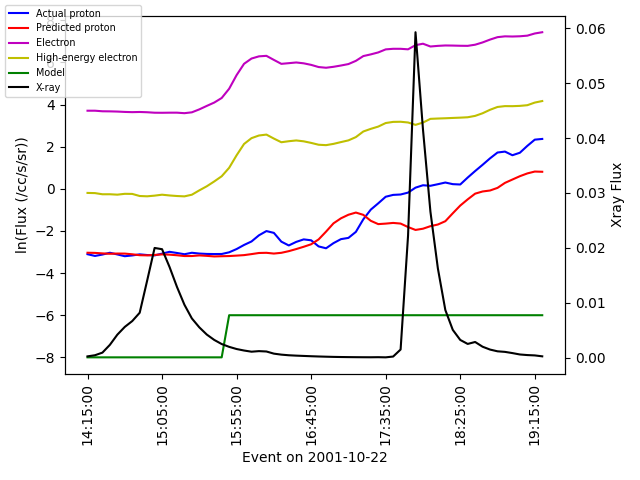 Actual proton
Predicted proton
Electron
High-energy electron
Model
X-ray
4
2
0
−2
−4
−6
−8
ln(Flux (/cc/s/sr))
0.06
0.05
0.04
0.03
0.02
0.01
0.00
Xray Flux
14:15:00
15:05:00
15:55:00
16:45:00
17:35:00
18:25:00
19:15:00
Event on 2001-10-22